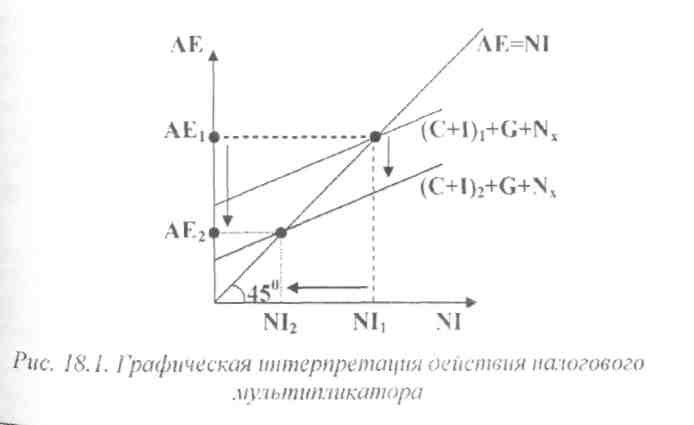 AE
AE=NI
AE₁
(C+I)₁+G+Nₓ
(C+I)₂+G+Nₓ
AE₂
45⁰
NI₂ NI₁ NI
Рис. 18.1. Графическая интерпретация действия налогового
мультипликатора